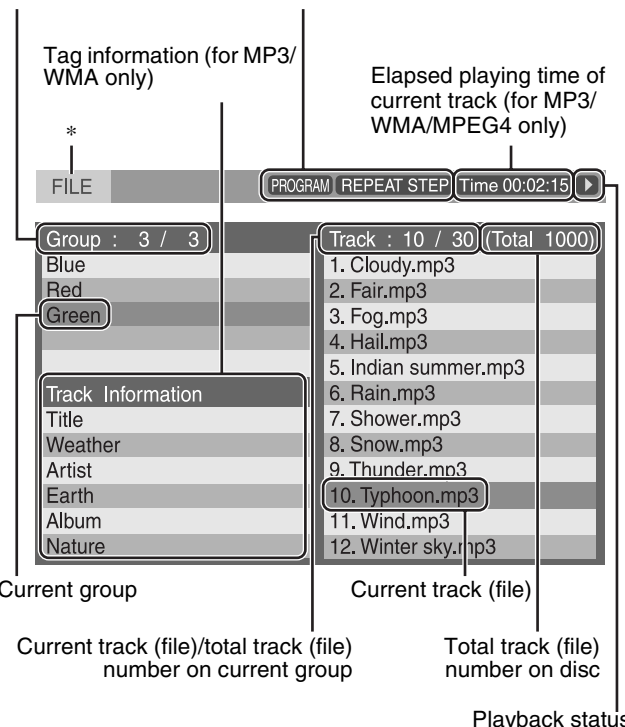 Tag information (for MP3/
WMA only)
Elapsed playing time of
current track (for MP3/
WMA/MPEG4 only)
*
FILE
PROGRAM REPEAT STEP Time 00:02:15
Group : 3 / 3
Blue
Red
Green
Track Information
Title
Weather
Artist
Earth
Album
Nature
Track : 10 / 30 (Total 1000)
1. Cloudy.mp3
2. Fair.mp3
3. Fog.mp3
4. Hail.mp3
5. Indian summer.mp3
6. Rain.mp3
7. Shower.mp3
8. Snow.mp3
9. Thunder.mp3
10. Typhoon.mp3
11. Wind.mp3
12. Winter sky.mp3
Current group
Current track (file)
Current track (file)/total track (file)
number on current group
Total track (file)
number on disc
Playback status